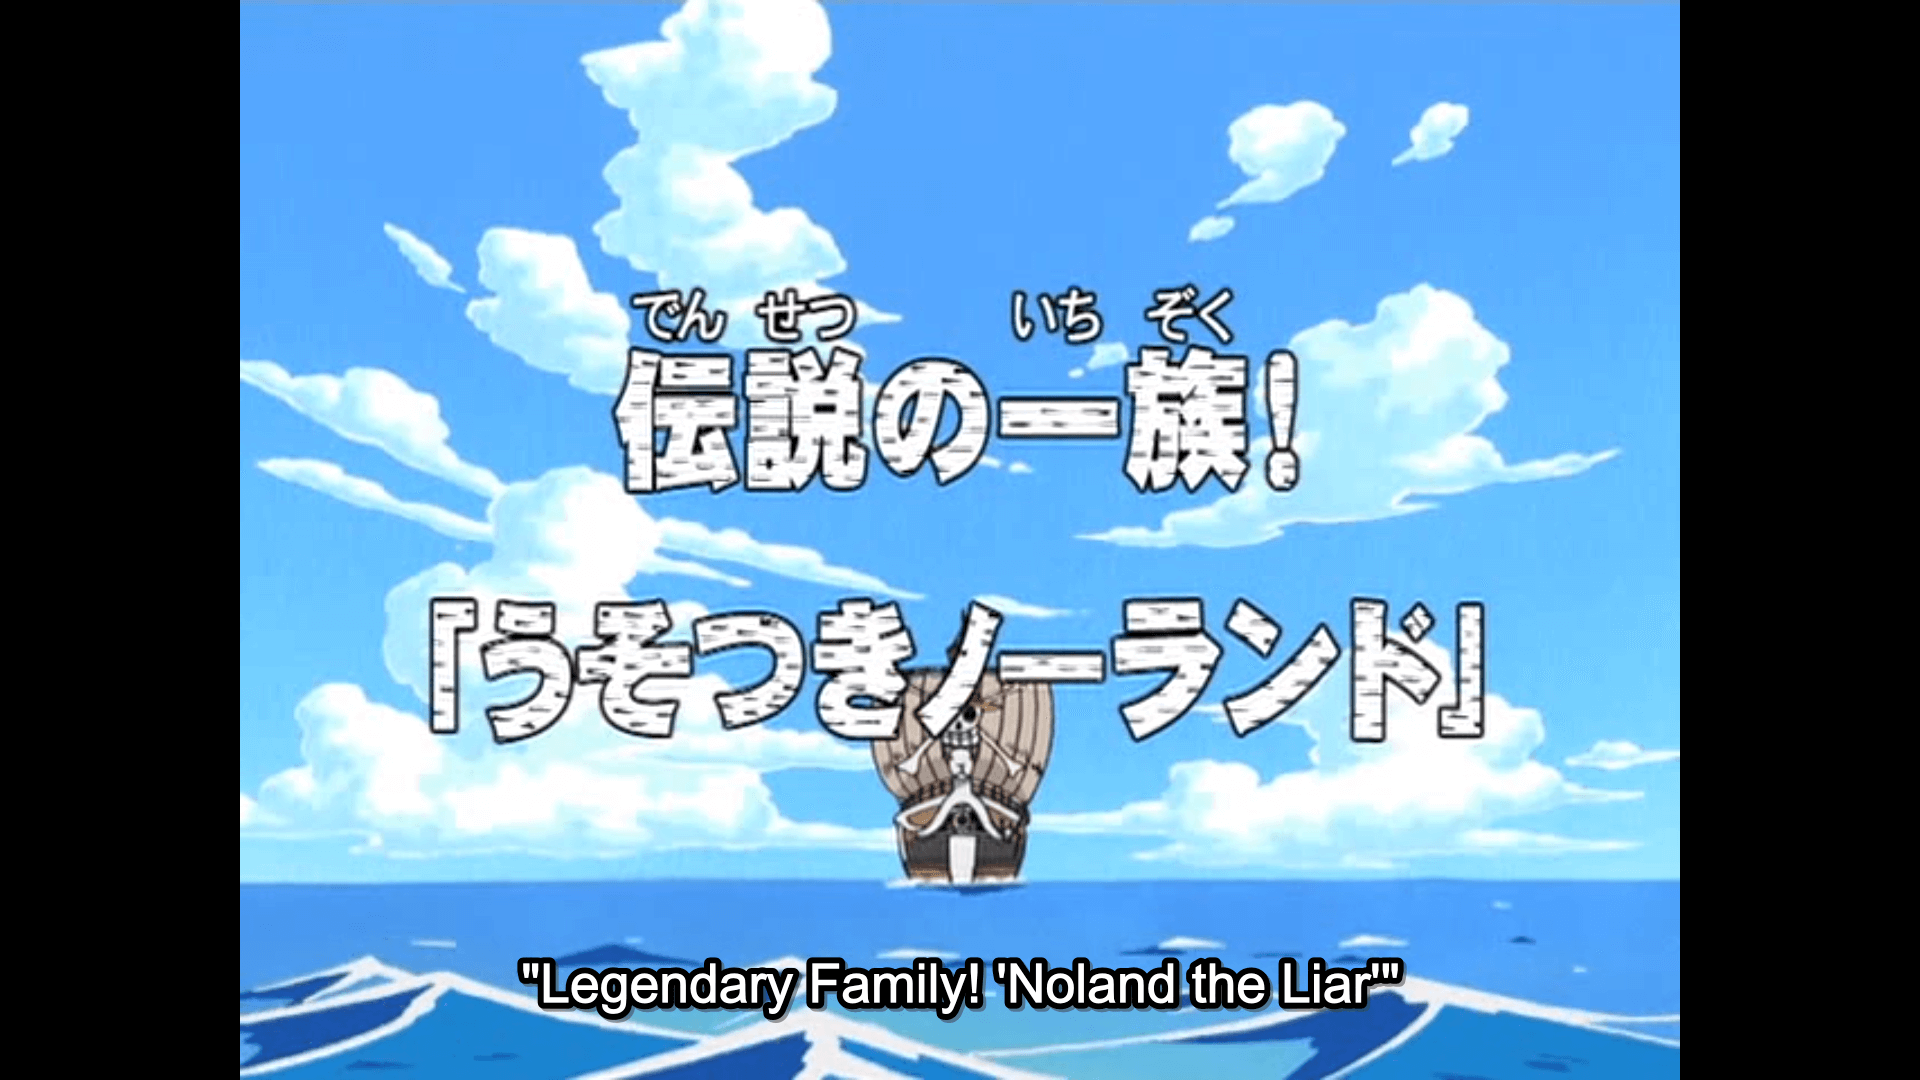 でん せつ いち ぞく
伝説の一族!
「うそつきノーランド」
"Legendary Family! 'Noland the Liar'"